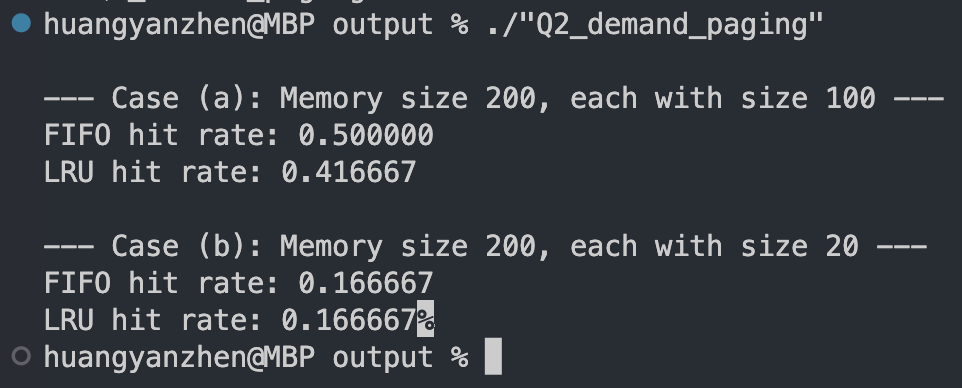 huangyanzhen@MBP output % ./"Q2_demand_paging"
--- Case (a): Memory size 200, each with size 100 ---
FIFO hit rate: 0.500000
LRU hit rate: 0.416667
--- Case (b): Memory size 200, each with size 20 ---
FIFO hit rate: 0.166667
LRU hit rate: 0.166667%
huangyanzhen@MBP output %